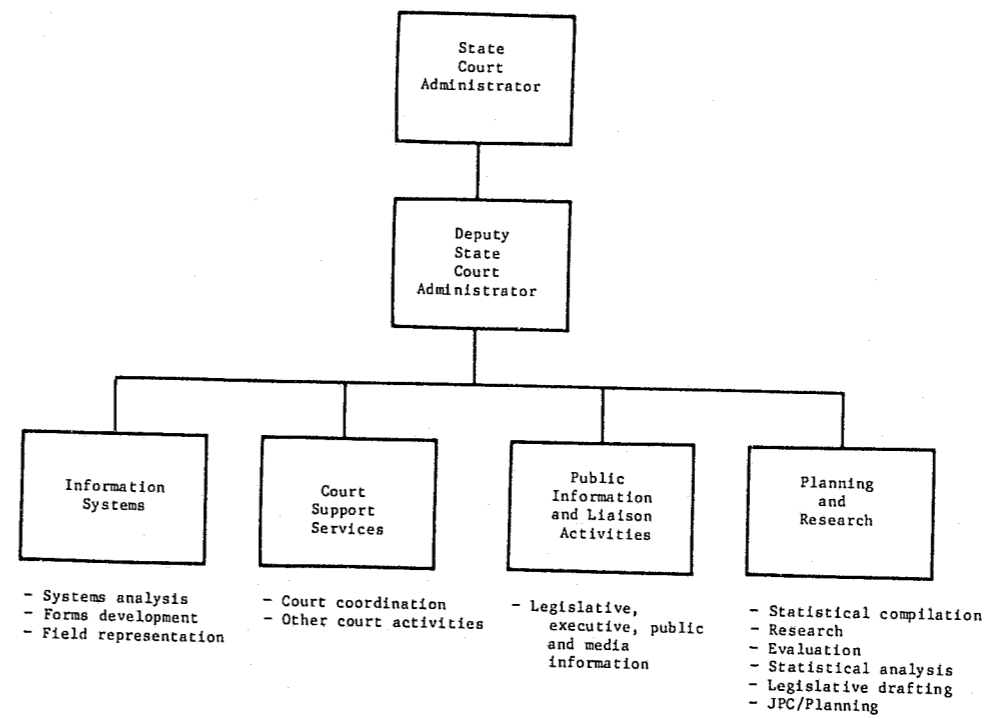 State
Court
Administrator
Deputy
State
Court
Administrator
Information
Systems
- Systems analysis
- Forms development
- Field representation
Court
Support
Services
- Court coordination
- Other court activities
Public
Information
and Liaison
Activities
- Legislative,
executive, public
and media
information
Planning
and
Research
- Statistical compilation
- Research
- Evaluation
- Statistical analysis
- Legislative drafting
- JPC/Planning